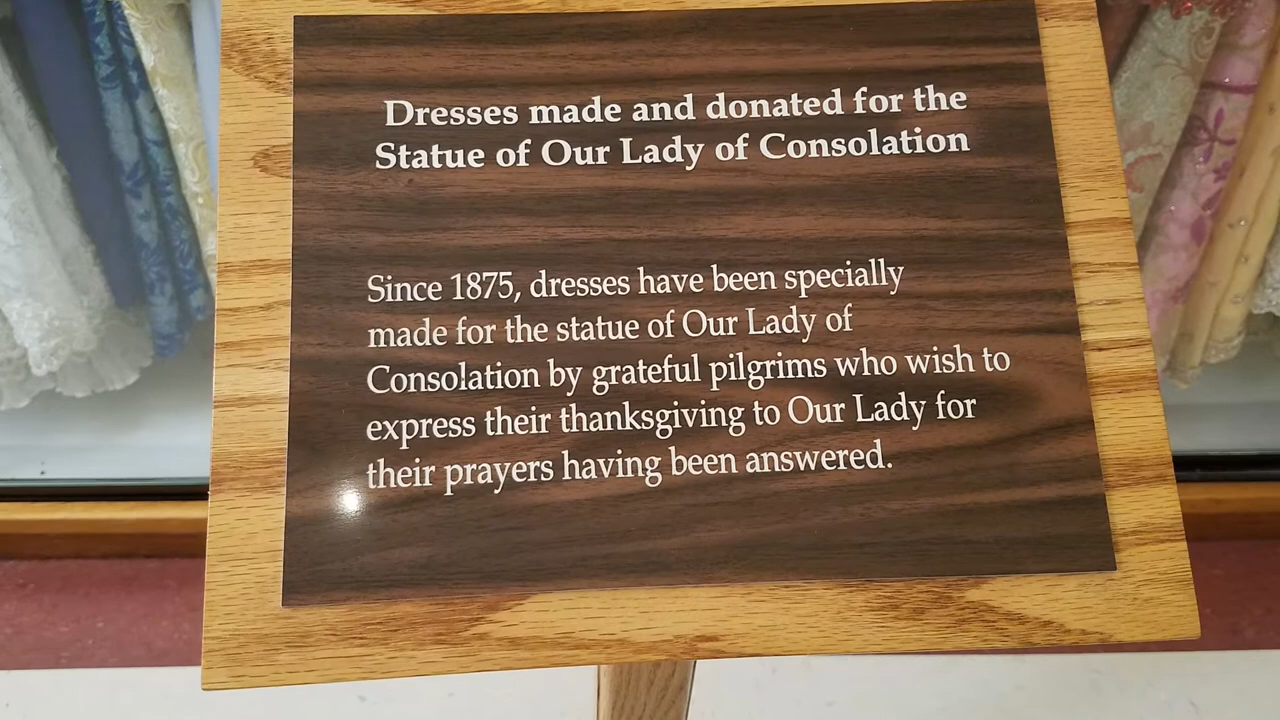 Dresses made and donated for the
Statue of Our Lady of Consolation
Since 1875, dresses have been specially
made for the statue of Our Lady of
Consolation by grateful pilgrims who wish to
express their thanksgiving to Our Lady for
their prayers having been answered.